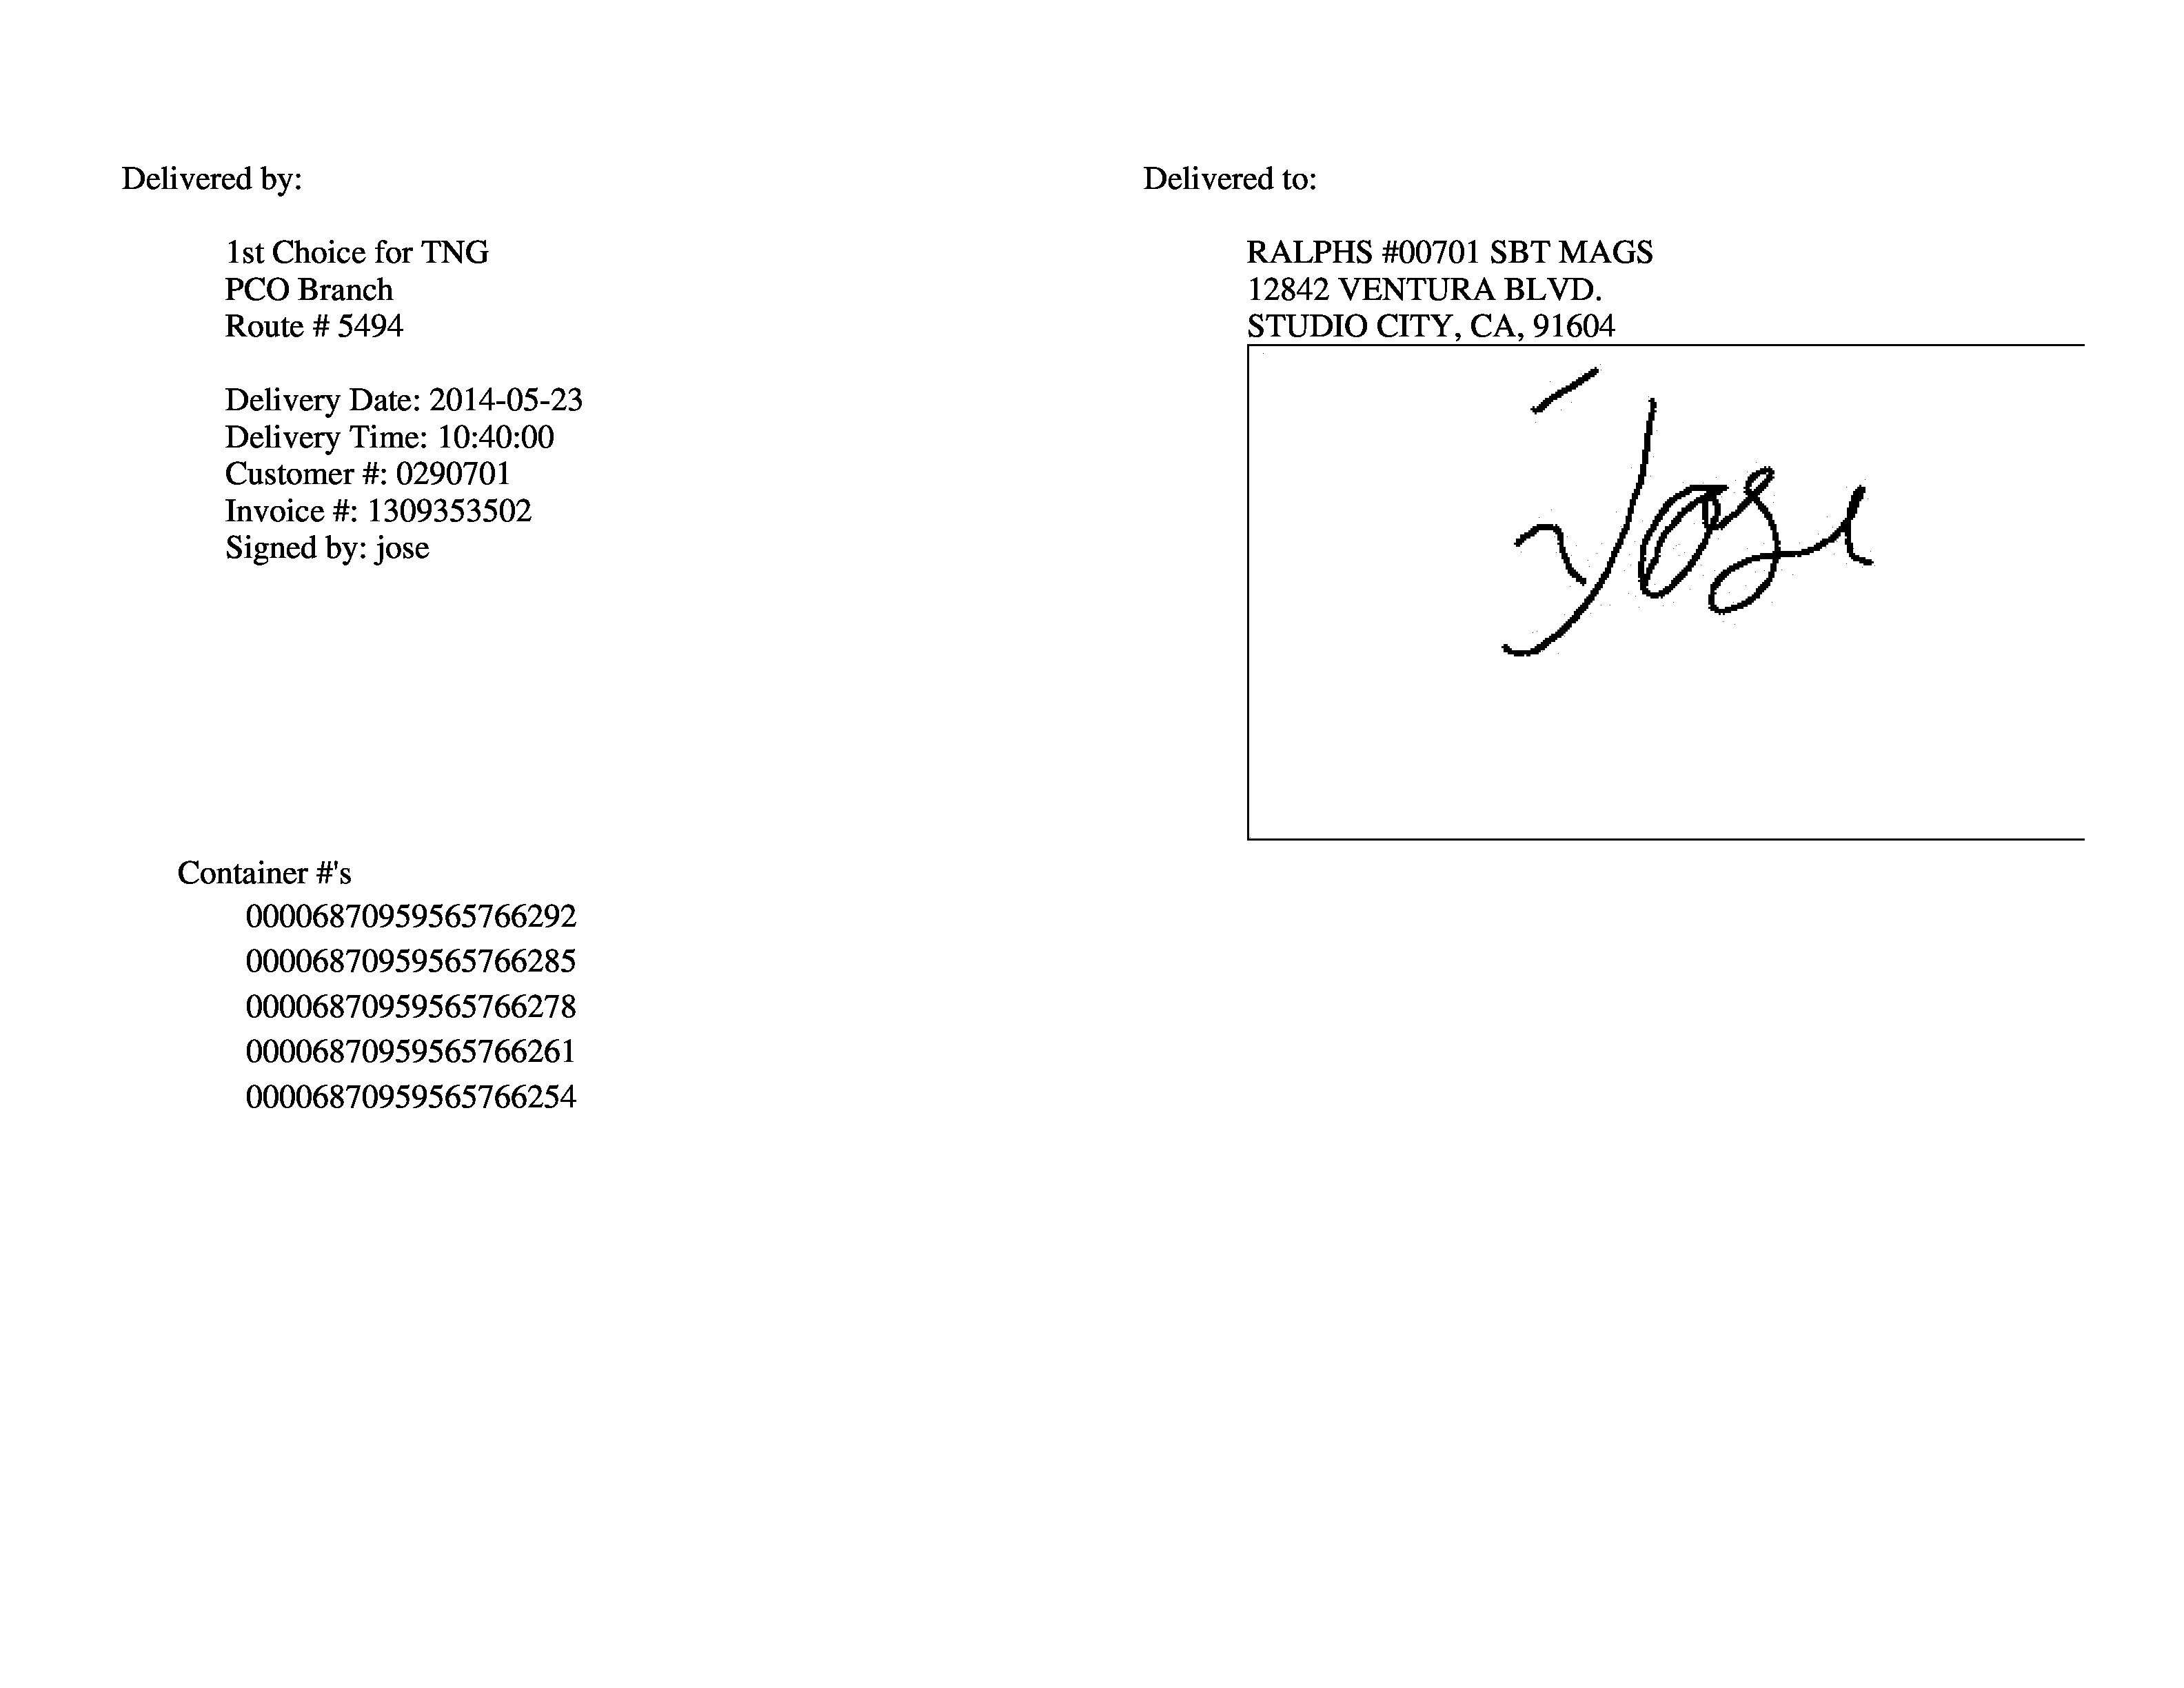 Delivered by:
1st Choice for TNG
PCO Branch
Route # 5494
Delivery Date: 2014-05-23
Delivery Time: 10:40:00
Customer #: 0290701
Invoice #: 1309353502
Signed by: jose
Delivered to:
RALPHS #00701 SBT MAGS
12842 VENTURA BLVD.
STUDIO CITY, CA, 91604
Jose
Container #'s
00006870959565766292
00006870959565766285
00006870959565766278
00006870959565766261
00006870959565766254